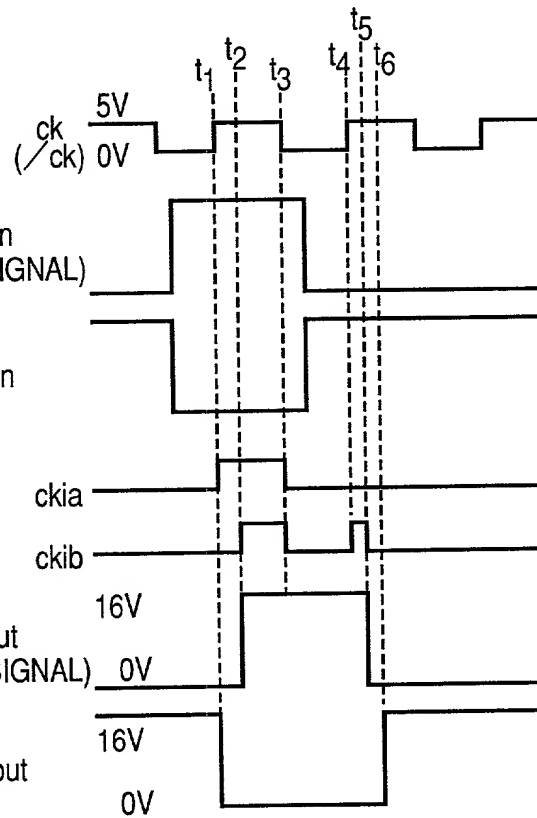 t1 t2 t3 t4 t5 t6
5V
ck
(/ck) 0V
n
IGNAL)
n
ckia
ckib
16V
ut
SIGNAL) 0V
16V
out
0V